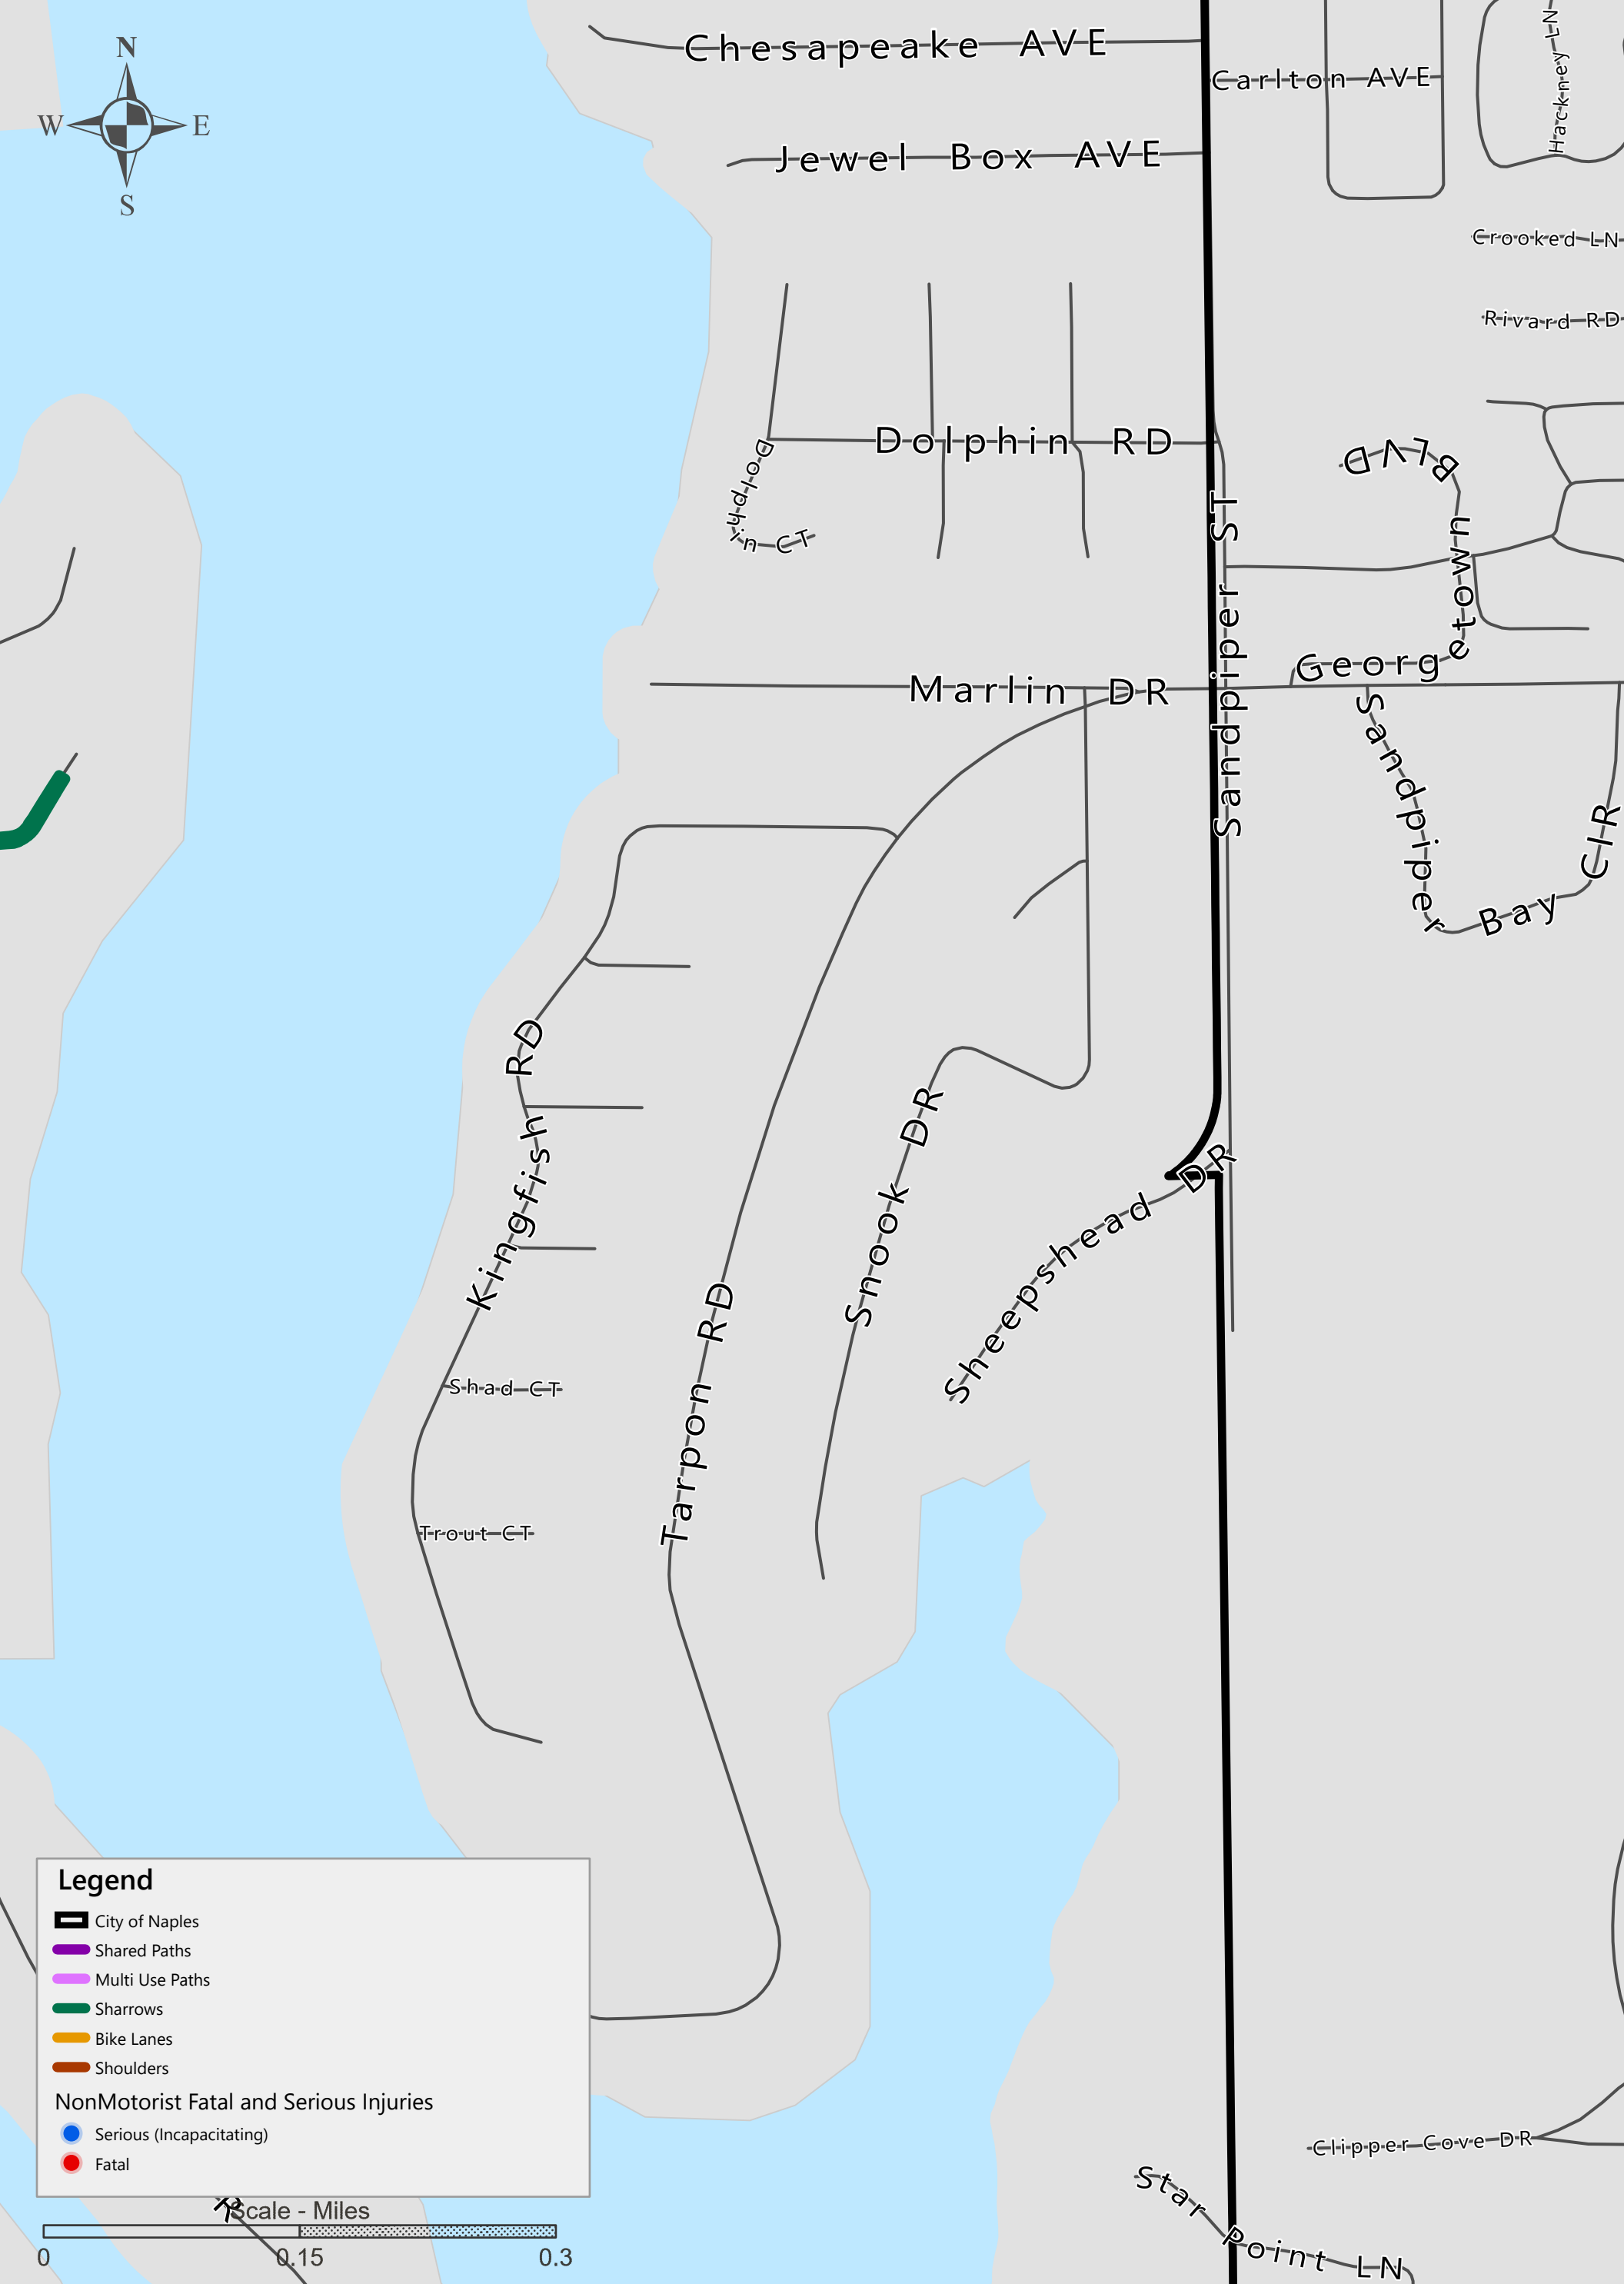 N
W E
S
Chesapeake AVE
Carlton AVE
Hackney LN
Jewel Box AVE
Crooked LN
Rivard RD
Dolphin RD
Dolphin CT
Georgetown BLVD
Sandpiper ST
Marlin DR
Sandpiper Bay CIR
Kingfish RD
Snook DR
Sheepshead DR
Tarpon RD
Shad CT
Trout CT
Legend
City of Naples
Shared Paths
Multi Use Paths
Sharrows
Bike Lanes
Shoulders
NonMotorist Fatal and Serious Injuries
Serious (Incapacitating)
Fatal
Clipper Cove DR
Star Point LN
R
Scale - Miles
0 0.15 0.3